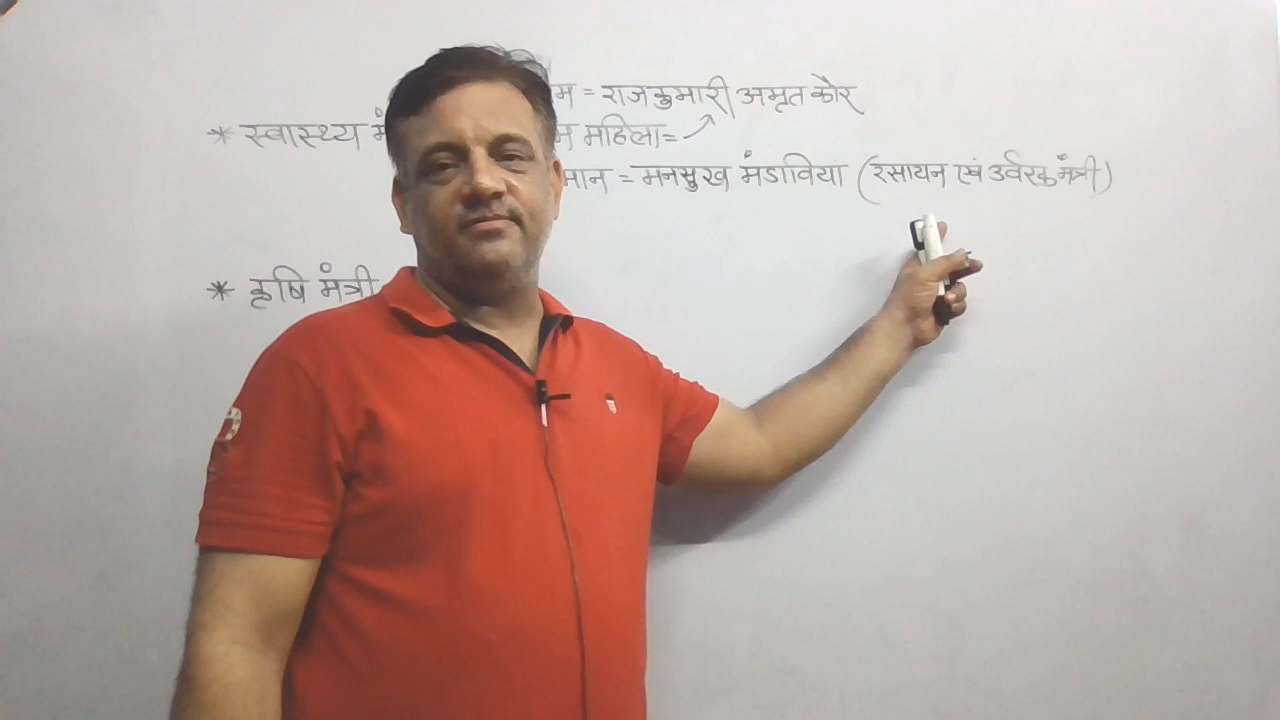 म = राजकुमारी अमृत कौर
* स्वास्थ्य मं म महिला =
मान = मनसुख मंडाविया (रसायन एवं उर्वरक मंत्री)
* कृषि मंत्री